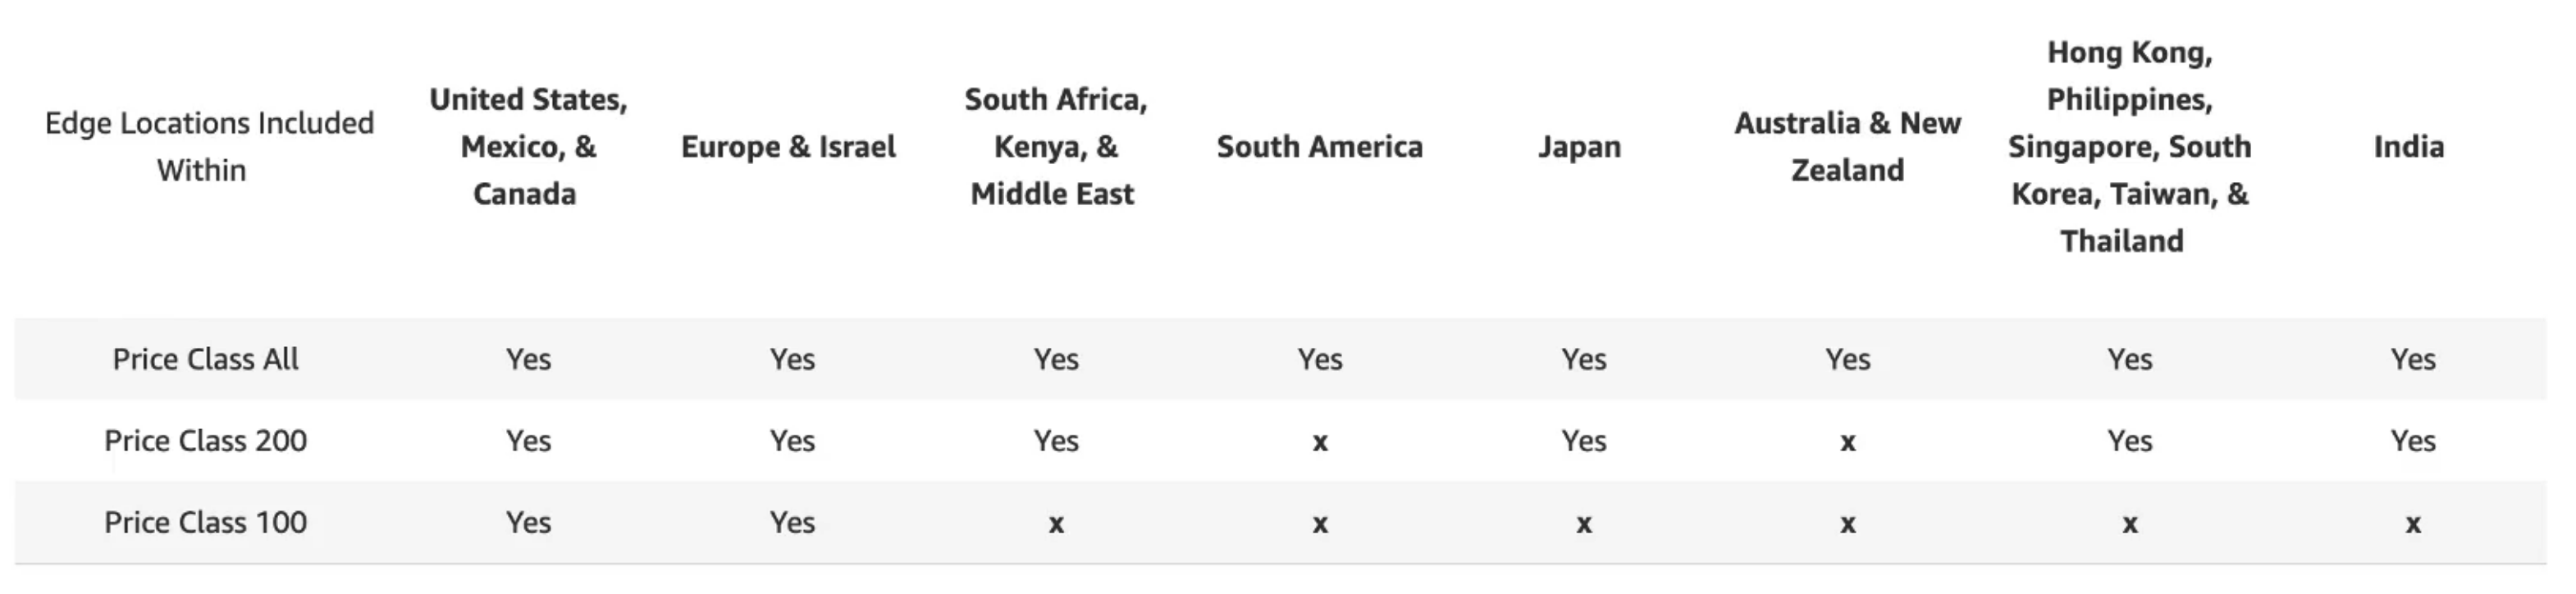 Edge Locations Included
Within
United States,
Mexico, &
Canada
Europe & Israel
South Africa,
Kenya, &
Middle East
South America
Japan
Australia & New
Zealand
Hong Kong,
Philippines,
Singapore, South
Korea, Taiwan, &
Thailand
India
Price Class All Yes Yes Yes Yes Yes Yes Yes Yes
Price Class 200 Yes Yes Yes x Yes x Yes Yes
Price Class 100 Yes Yes x x x x x x